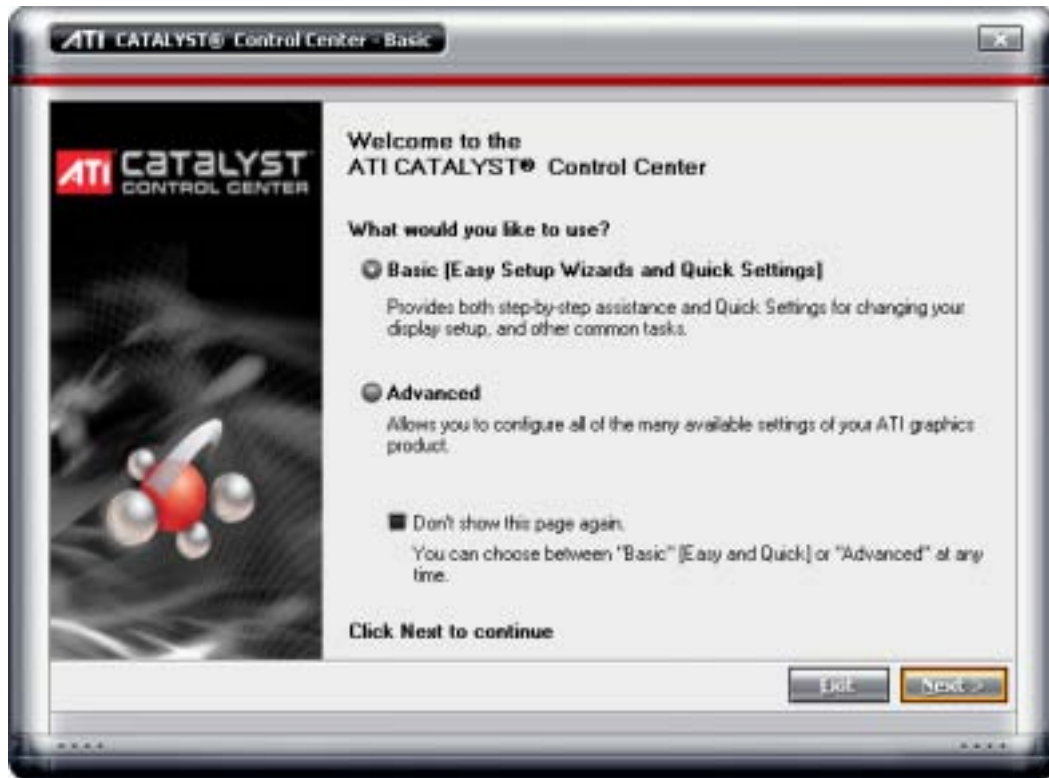 ATI CATALYST® Control Center - Basic
ATI CATALYST
CONTROL CENTER
Welcome to the
ATI CATALYST® Control Center
What would you like to use?
Basic [Easy Setup Wizards and Quick Settings]
Provides both step-by-step assistance and Quick Settings for changing your
display setup, and other common tasks.
Advanced
Allows you to configure all of the many available settings of your ATI graphics
product.
Don't show this page again.
You can choose between "Basic" [Easy and Quick] or "Advanced" at any
time.
Click Next to continue
Exit
Next >